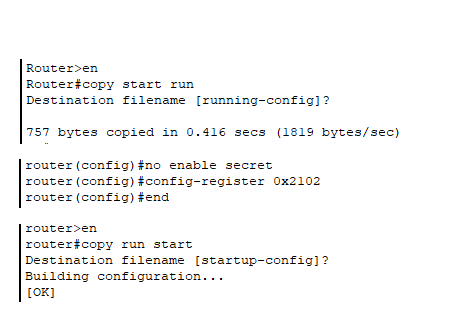 Router>en
Router#copy start run
Destination filename [running-config]?
757 bytes copied in 0.416 secs (1819 bytes/sec)
router(config)#no enable secret
router(config)#config-register 0x2102
router(config)#end
router>en
router#copy run start
Destination filename [startup-config]?
Building configuration...
[OK]